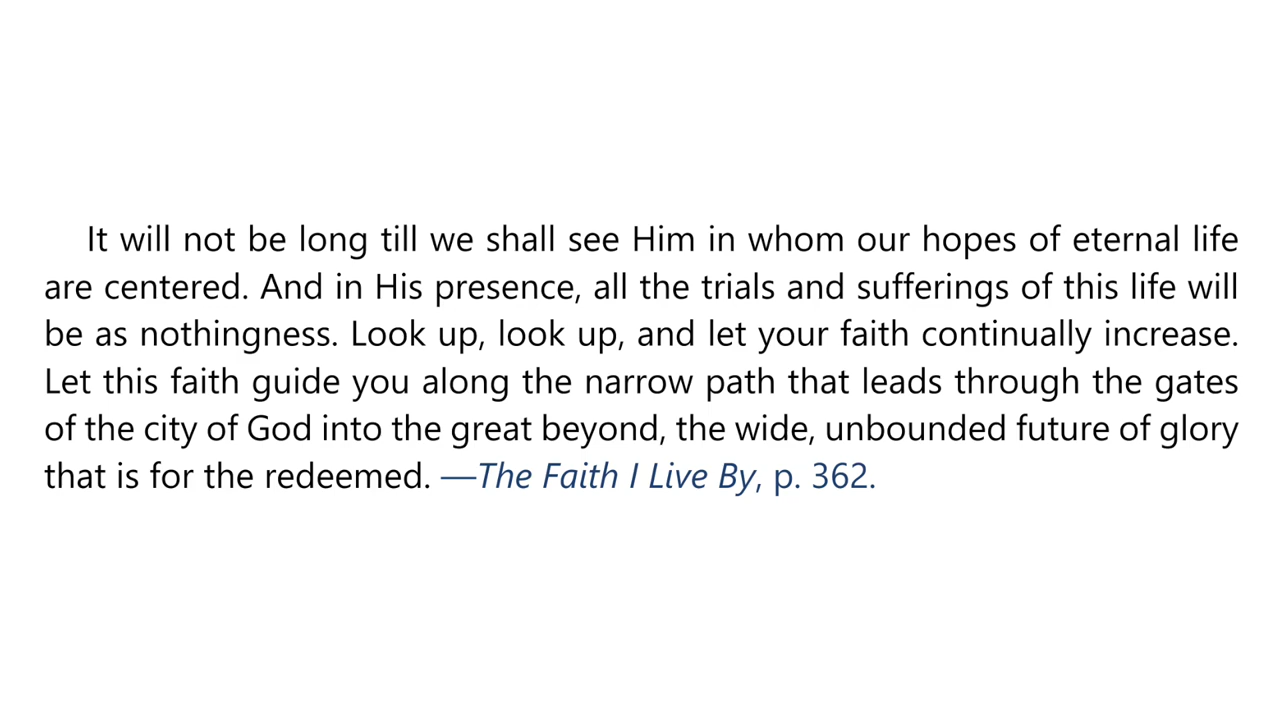 It will not be long till we shall see Him in whom our hopes of eternal life
are centered. And in His presence, all the trials and sufferings of this life will
be as nothingness. Look up, look up, and let your faith continually increase.
Let this faith guide you along the narrow path that leads through the gates
of the city of God into the great beyond, the wide, unbounded future of glory
that is for the redeemed. —The Faith I Live By, p. 362.